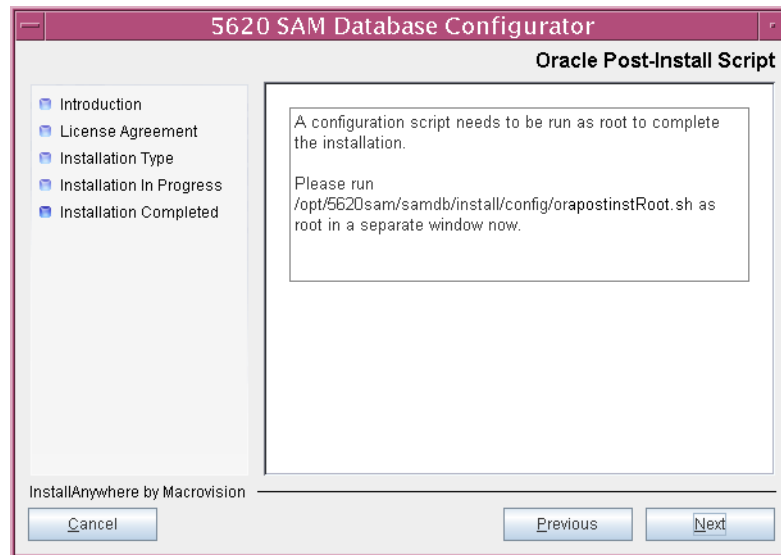 5620 SAM Database Configurator
Oracle Post-Install Script
Introduction
License Agreement
Installation Type
Installation In Progress
Installation Completed
A configuration script needs to be run as root to complete
the installation.
Please run
/opt/5620sam/samdb/install/config/orapostinstRoot.sh as
root in a separate window now.
InstallAnywhere by Macrovision
Cancel
Previous
Next